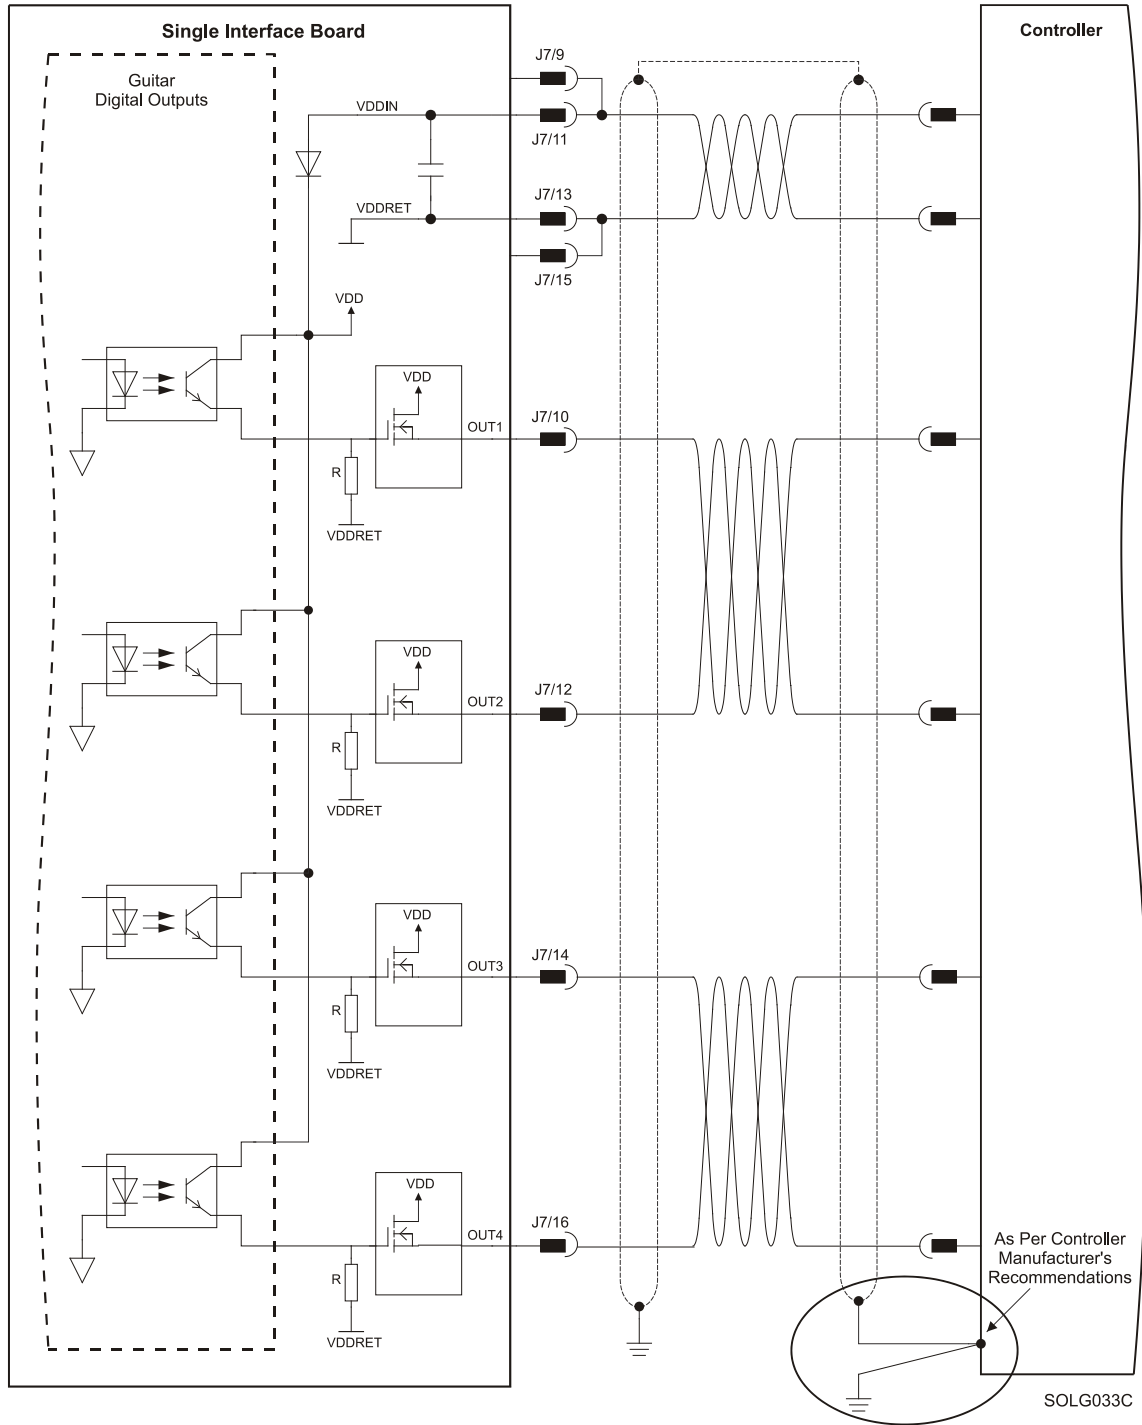 Single Interface Board
Controller
Guitar
Digital Outputs
J7/9
VDDIN
J7/11
J7/13
VDDRET
J7/15
VDD
VDD
J7/10
OUT1
R
VDDRET
VDD
J7/12
OUT2
R
VDDRET
VDD
J7/14
OUT3
R
VDDRET
VDD
J7/16
OUT4
R
VDDRET
As Per Controller
Manufacturer's
Recommendations
SOLG033C